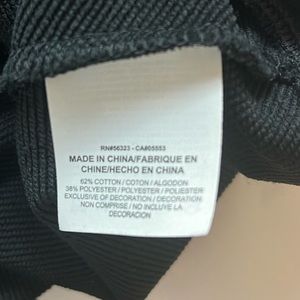 RN#56323 - CA#05553
MADE IN CHINA/FABRIQUE EN
CHINE/HECHO EN CHINA
62% COTTON / COTON / ALGODON
38% POLYESTER / POLYESTER / POLIESTER
EXCLUSIVE OF DECORATION / DECORATION
NON COMPRISE / NO INCLUYE LA
DECORACION